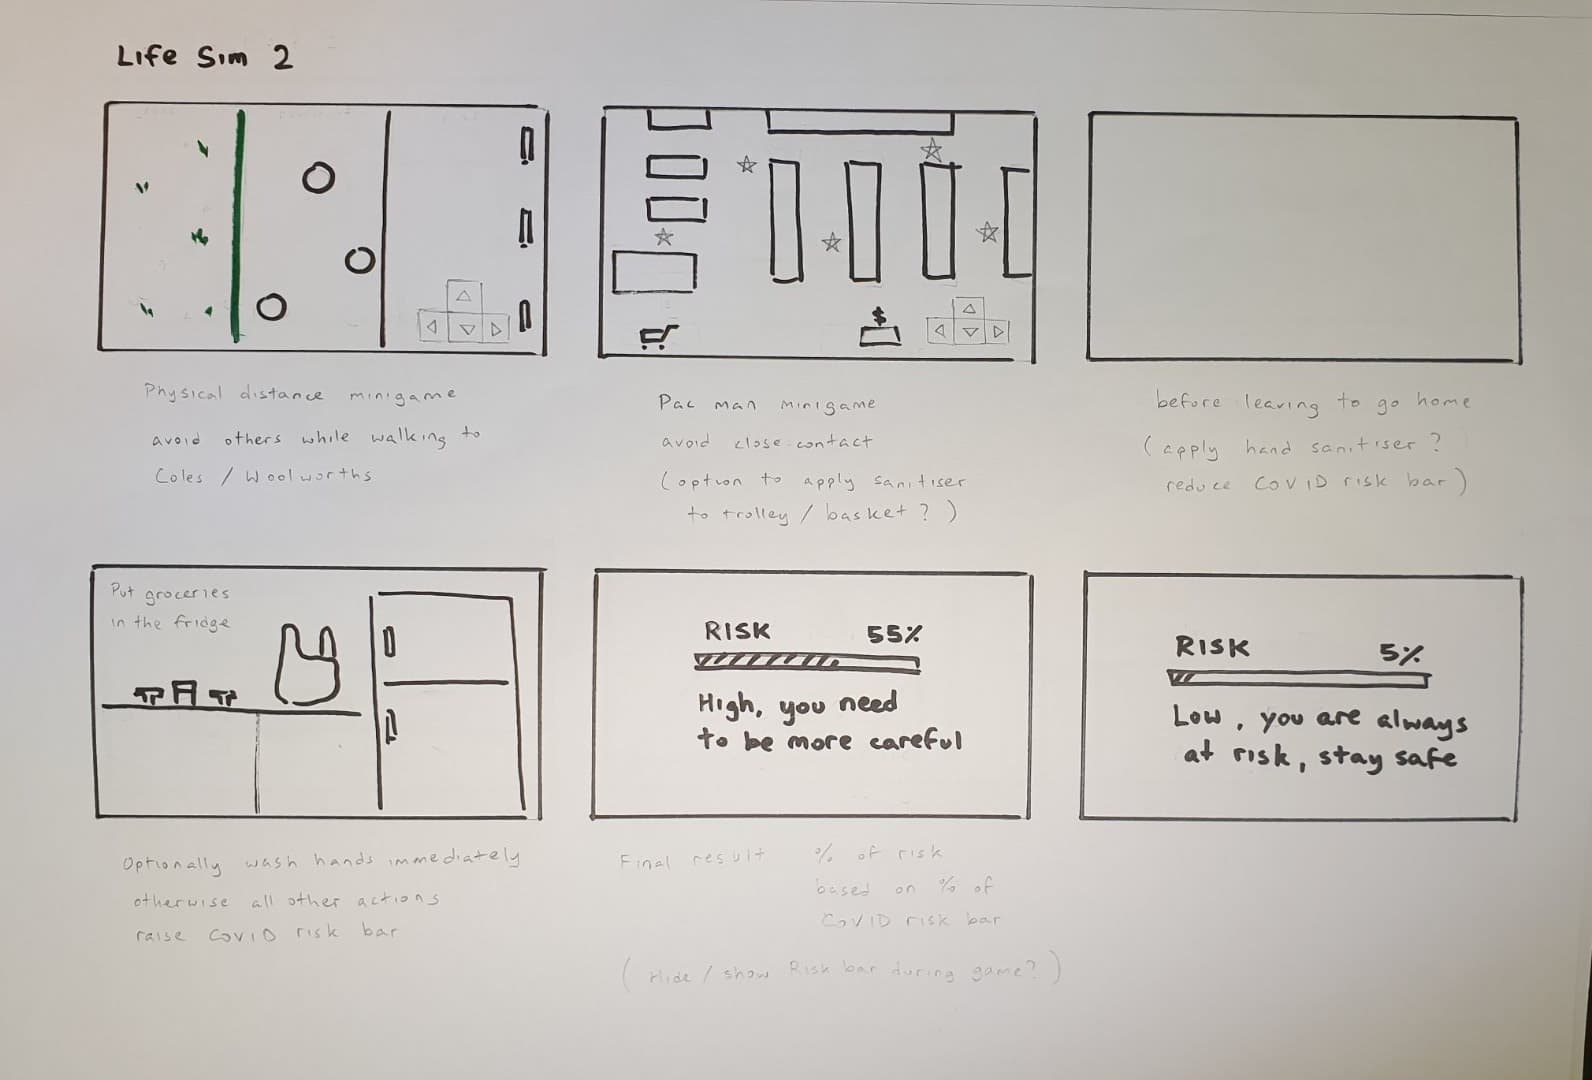 Life Sim 2
Physical distance minigame
avoid others while walking to
Coles / Woolworths
$
Pac man minigame
avoid close contact
(option to apply sanitiser
to trolley / basket ? )
before leaving to go home
(apply hand sanitiser ?
reduce COVID risk bar)
Put groceries
in the fridge
Optionally wash hands immediately
otherwise all other actions
raise COVID risk bar
RISK 55%
High, you need
to be more careful
Final result % of risk
based on % of
COVID risk bar
(Hide / show Risk bar during game?)
RISK 5%
Low, you are always
at risk, stay safe